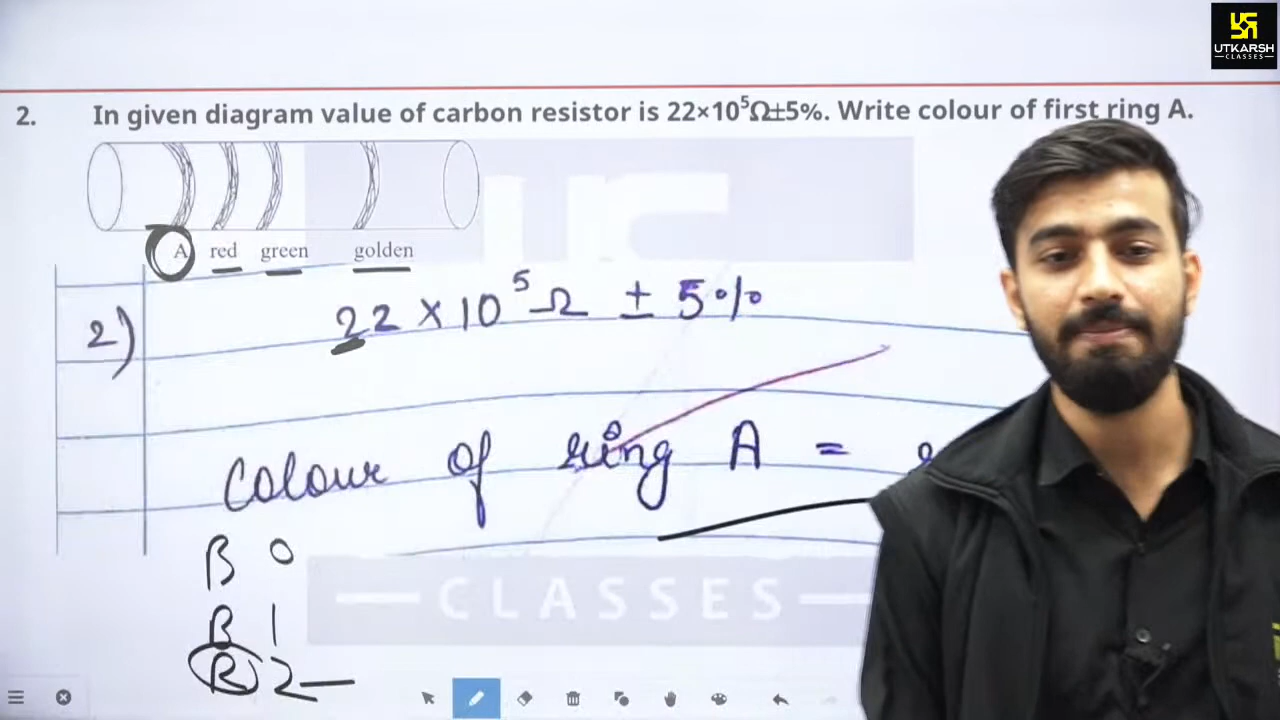 UTKARSH
CLASSES
2. In given diagram value of carbon resistor is 22×10⁵Ω±5%. Write colour of first ring A.
A red green golden
2) 22 × 10⁵ Ω ± 5%
Colour of ring A =
B 0
B 1
R 2
CLASSES